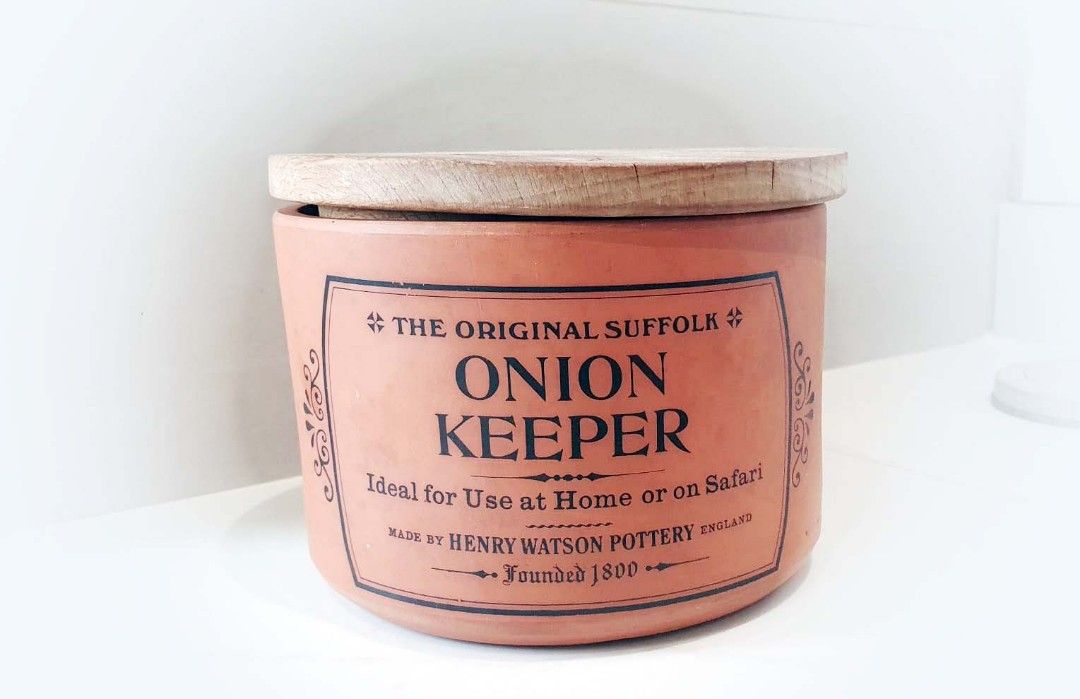 THE ORIGINAL SUFFOLK
ONION
KEEPER
Ideal for Use at Home or on Safari
MADE BY HENRY WATSON POTTERY ENGLAND
Founded 1800